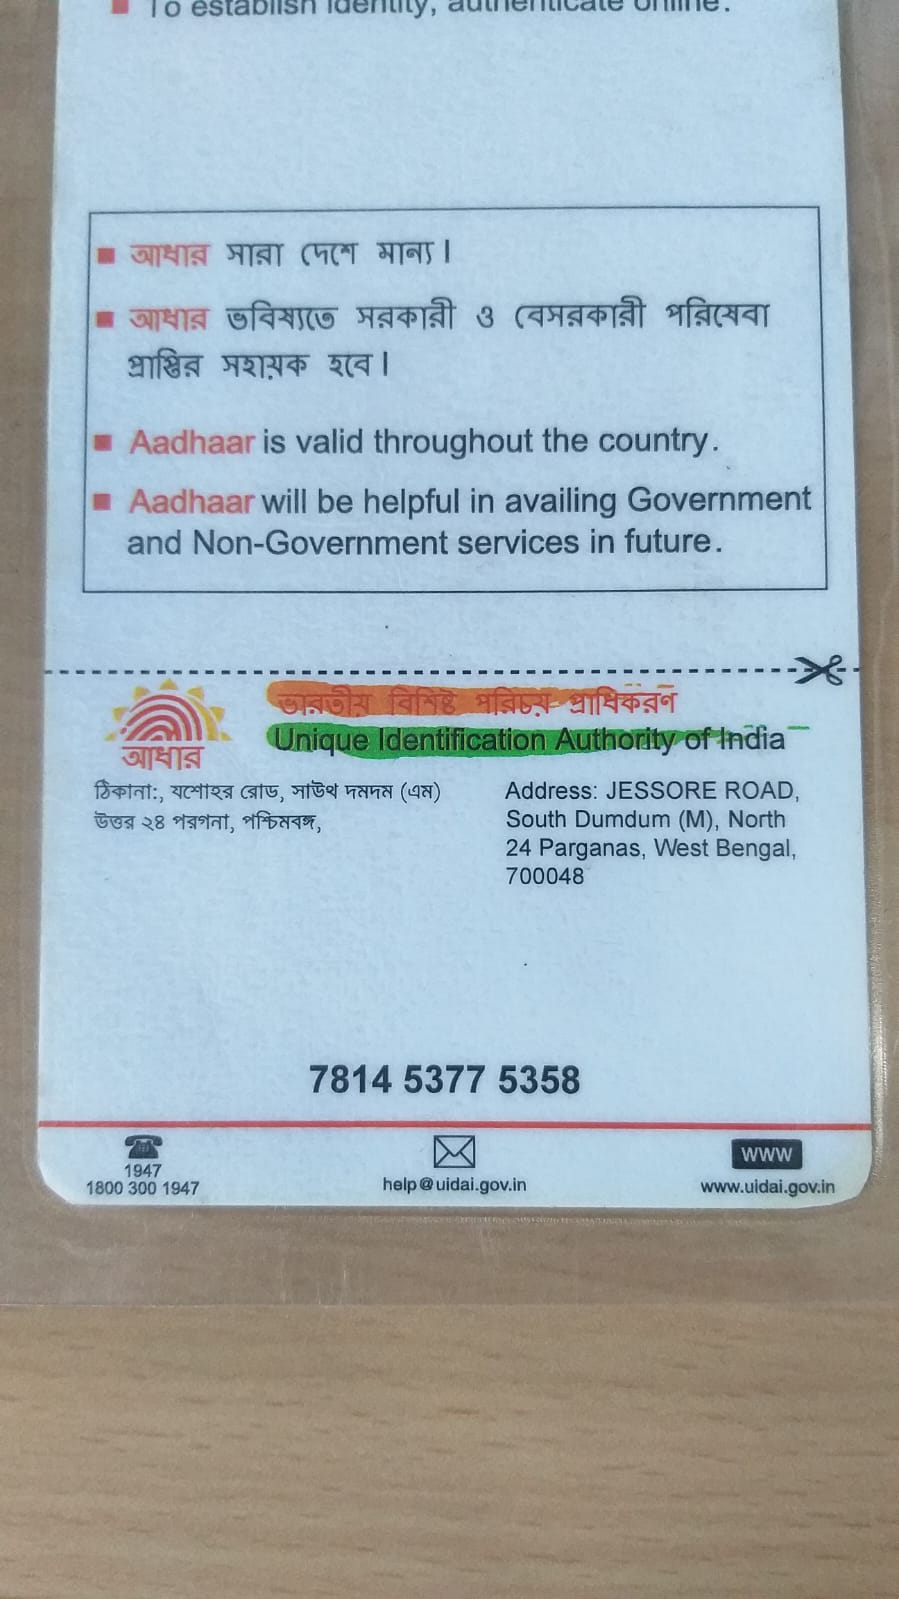 To establish identity, authenticate online.
আধার সারা দেশে মান্য।
আধার ভবিষ্যতে সরকারী ও বেসরকারী পরিষেবা
প্রাপ্তির সহায়ক হবে।
Aadhaar is valid throughout the country.
Aadhaar will be helpful in availing Government
and Non-Government services in future.
ভারতীয় বিশিষ্ট পরিচয় প্রাধিকরণ
Unique Identification Authority of India
আধার
ঠিকানা:, যশোহর রোড, সাউথ দমদম (এম)
উত্তর ২৪ পরগনা, পশ্চিমবঙ্গ,
Address: JESSORE ROAD,
South Dumdum (M), North
24 Parganas, West Bengal,
700048
7814 5377 5358
1947
1800 300 1947
help@uidai.gov.in
www
www.uidai.gov.in